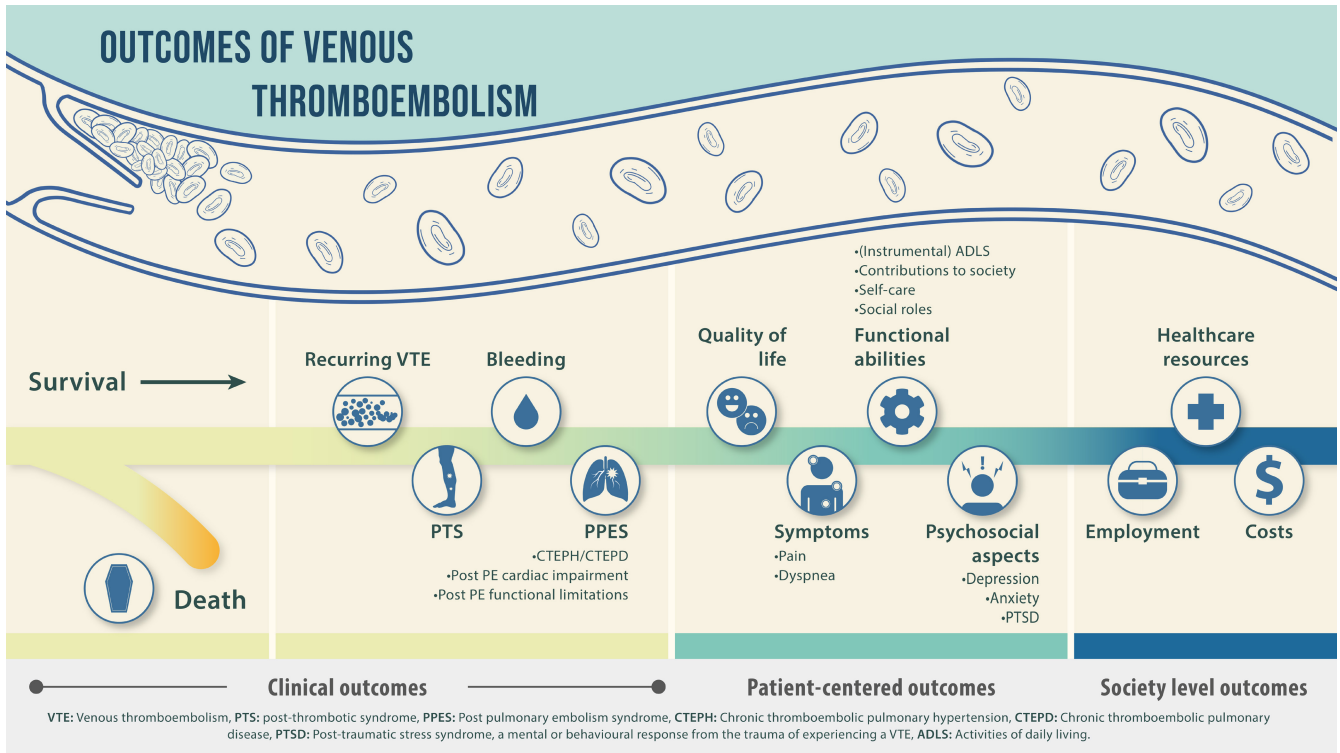 OUTCOMES OF VENOUS
THROMBOEMBOLISM
•(Instrumental) ADLS
•Contributions to society
•Self-care
•Social roles
Survival
Recurring VTE
Bleeding
Quality of
life
Functional
abilities
Healthcare
resources
PTS
PPES
•CTEPH/CTEPD
•Post PE cardiac impairment
•Post PE functional limitations
Symptoms
•Pain
•Dyspnea
Psychosocial
aspects
•Depression
•Anxiety
•PTSD
Employment
$
Costs
Death
Clinical outcomes
Patient-centered outcomes
Society level outcomes
VTE: Venous thromboembolism, PTS: post-thrombotic syndrome, PPES: Post pulmonary embolism syndrome, CTEPH: Chronic thromboembolic pulmonary hypertension, CTEPD: Chronic thromboembolic pulmonary
disease, PTSD: Post-traumatic stress syndrome, a mental or behavioural response from the trauma of experiencing a VTE, ADLS: Activities of daily living.